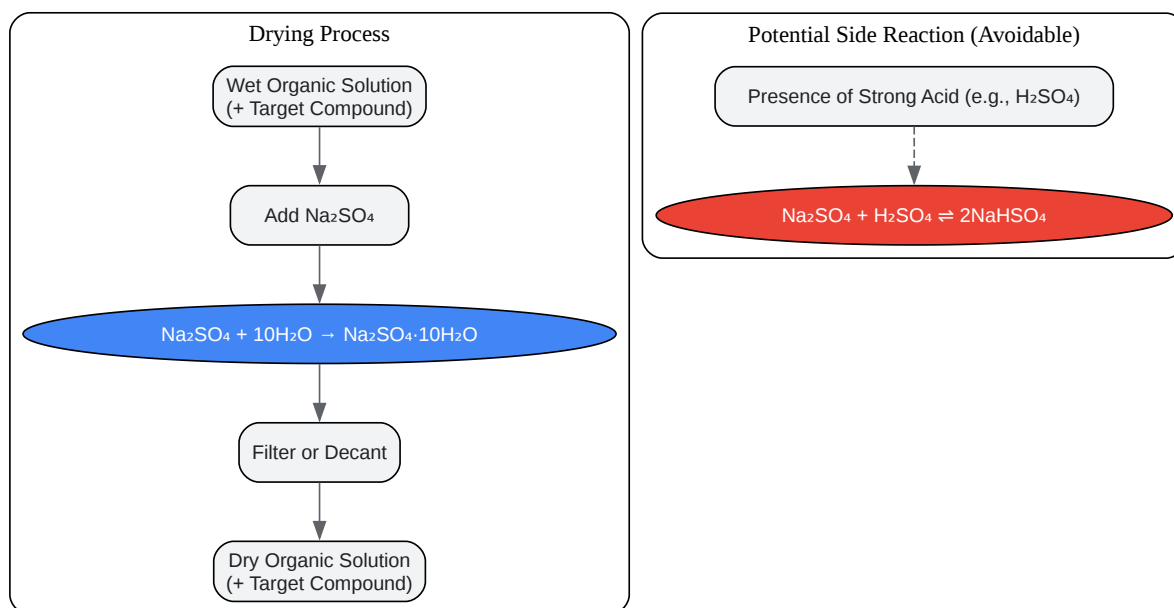 Drying Process
Wet Organic Solution
(+ Target Compound)
Add Na₂SO₄
Na₂SO₄ + 10H₂O → Na₂SO₄·10H₂O
Filter or Decant
Dry Organic Solution
(+ Target Compound)
Potential Side Reaction (Avoidable)
Presence of Strong Acid (e.g., H₂SO₄)
Na₂SO₄ + H₂SO₄ ⇌ 2NaHSO₄